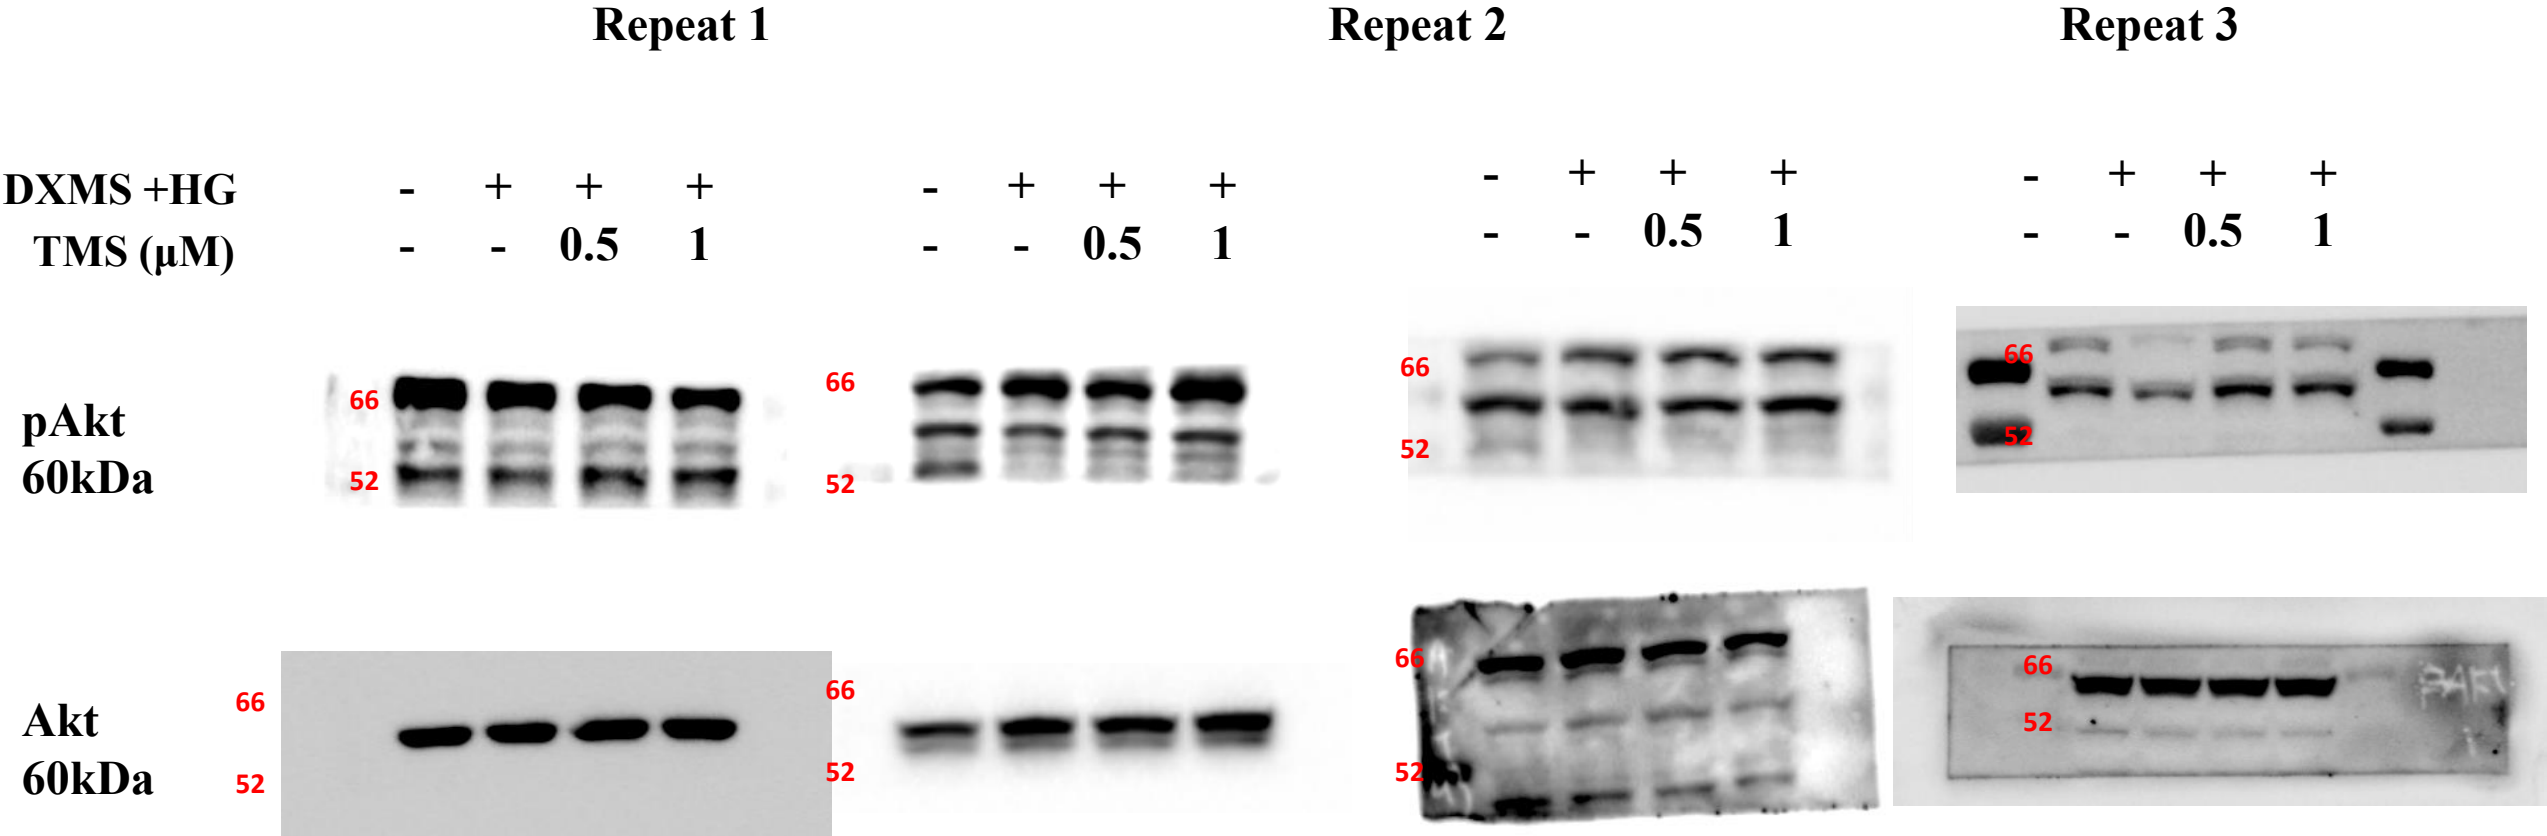 Repeat 1 Repeat 2 Repeat 3
DXMS +HG - + + + - + + + - + + + - + + +
TMS (μM) - - 0.5 1 - - 0.5 1 - - 0.5 1 - - 0.5 1
pAkt
60kDa
66
52
66
52
66
52
66
52
Akt
60kDa
66
52
66
52
66
52
66
52